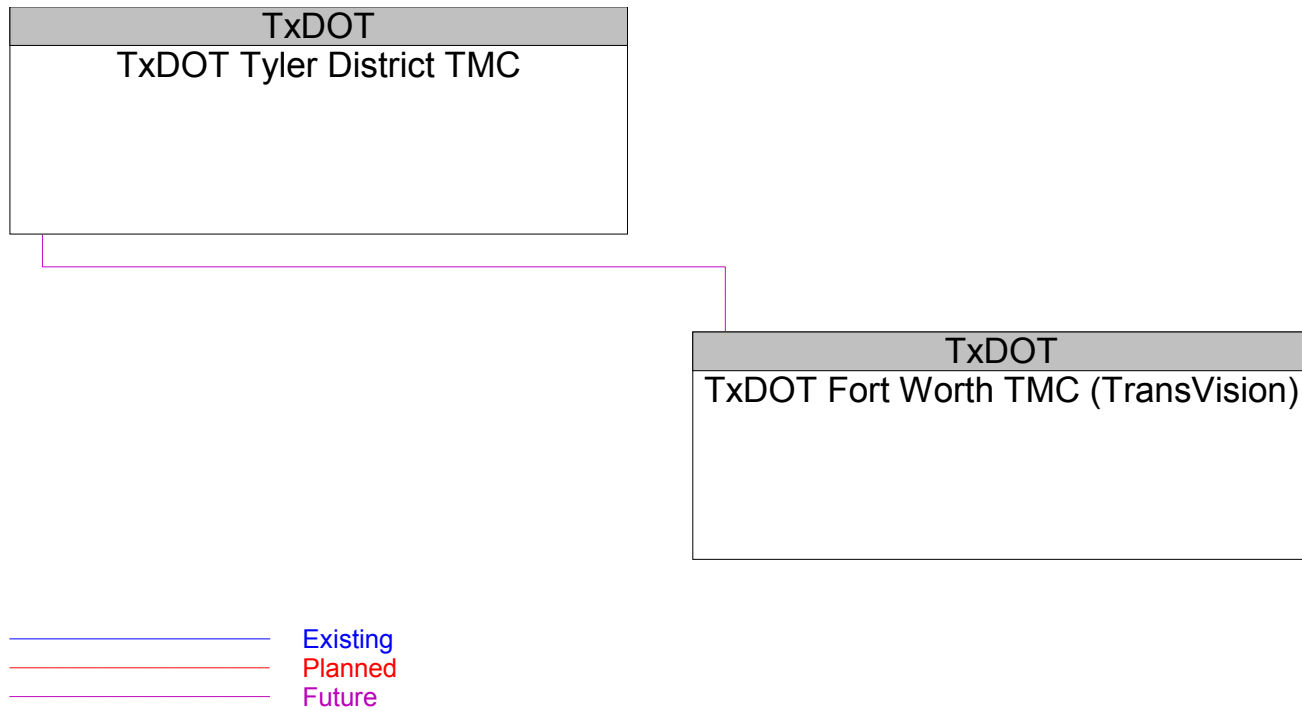 TxDOT
TxDOT Tyler District TMC
TxDOT
TxDOT Fort Worth TMC (TransVision)
Existing
Planned
Future